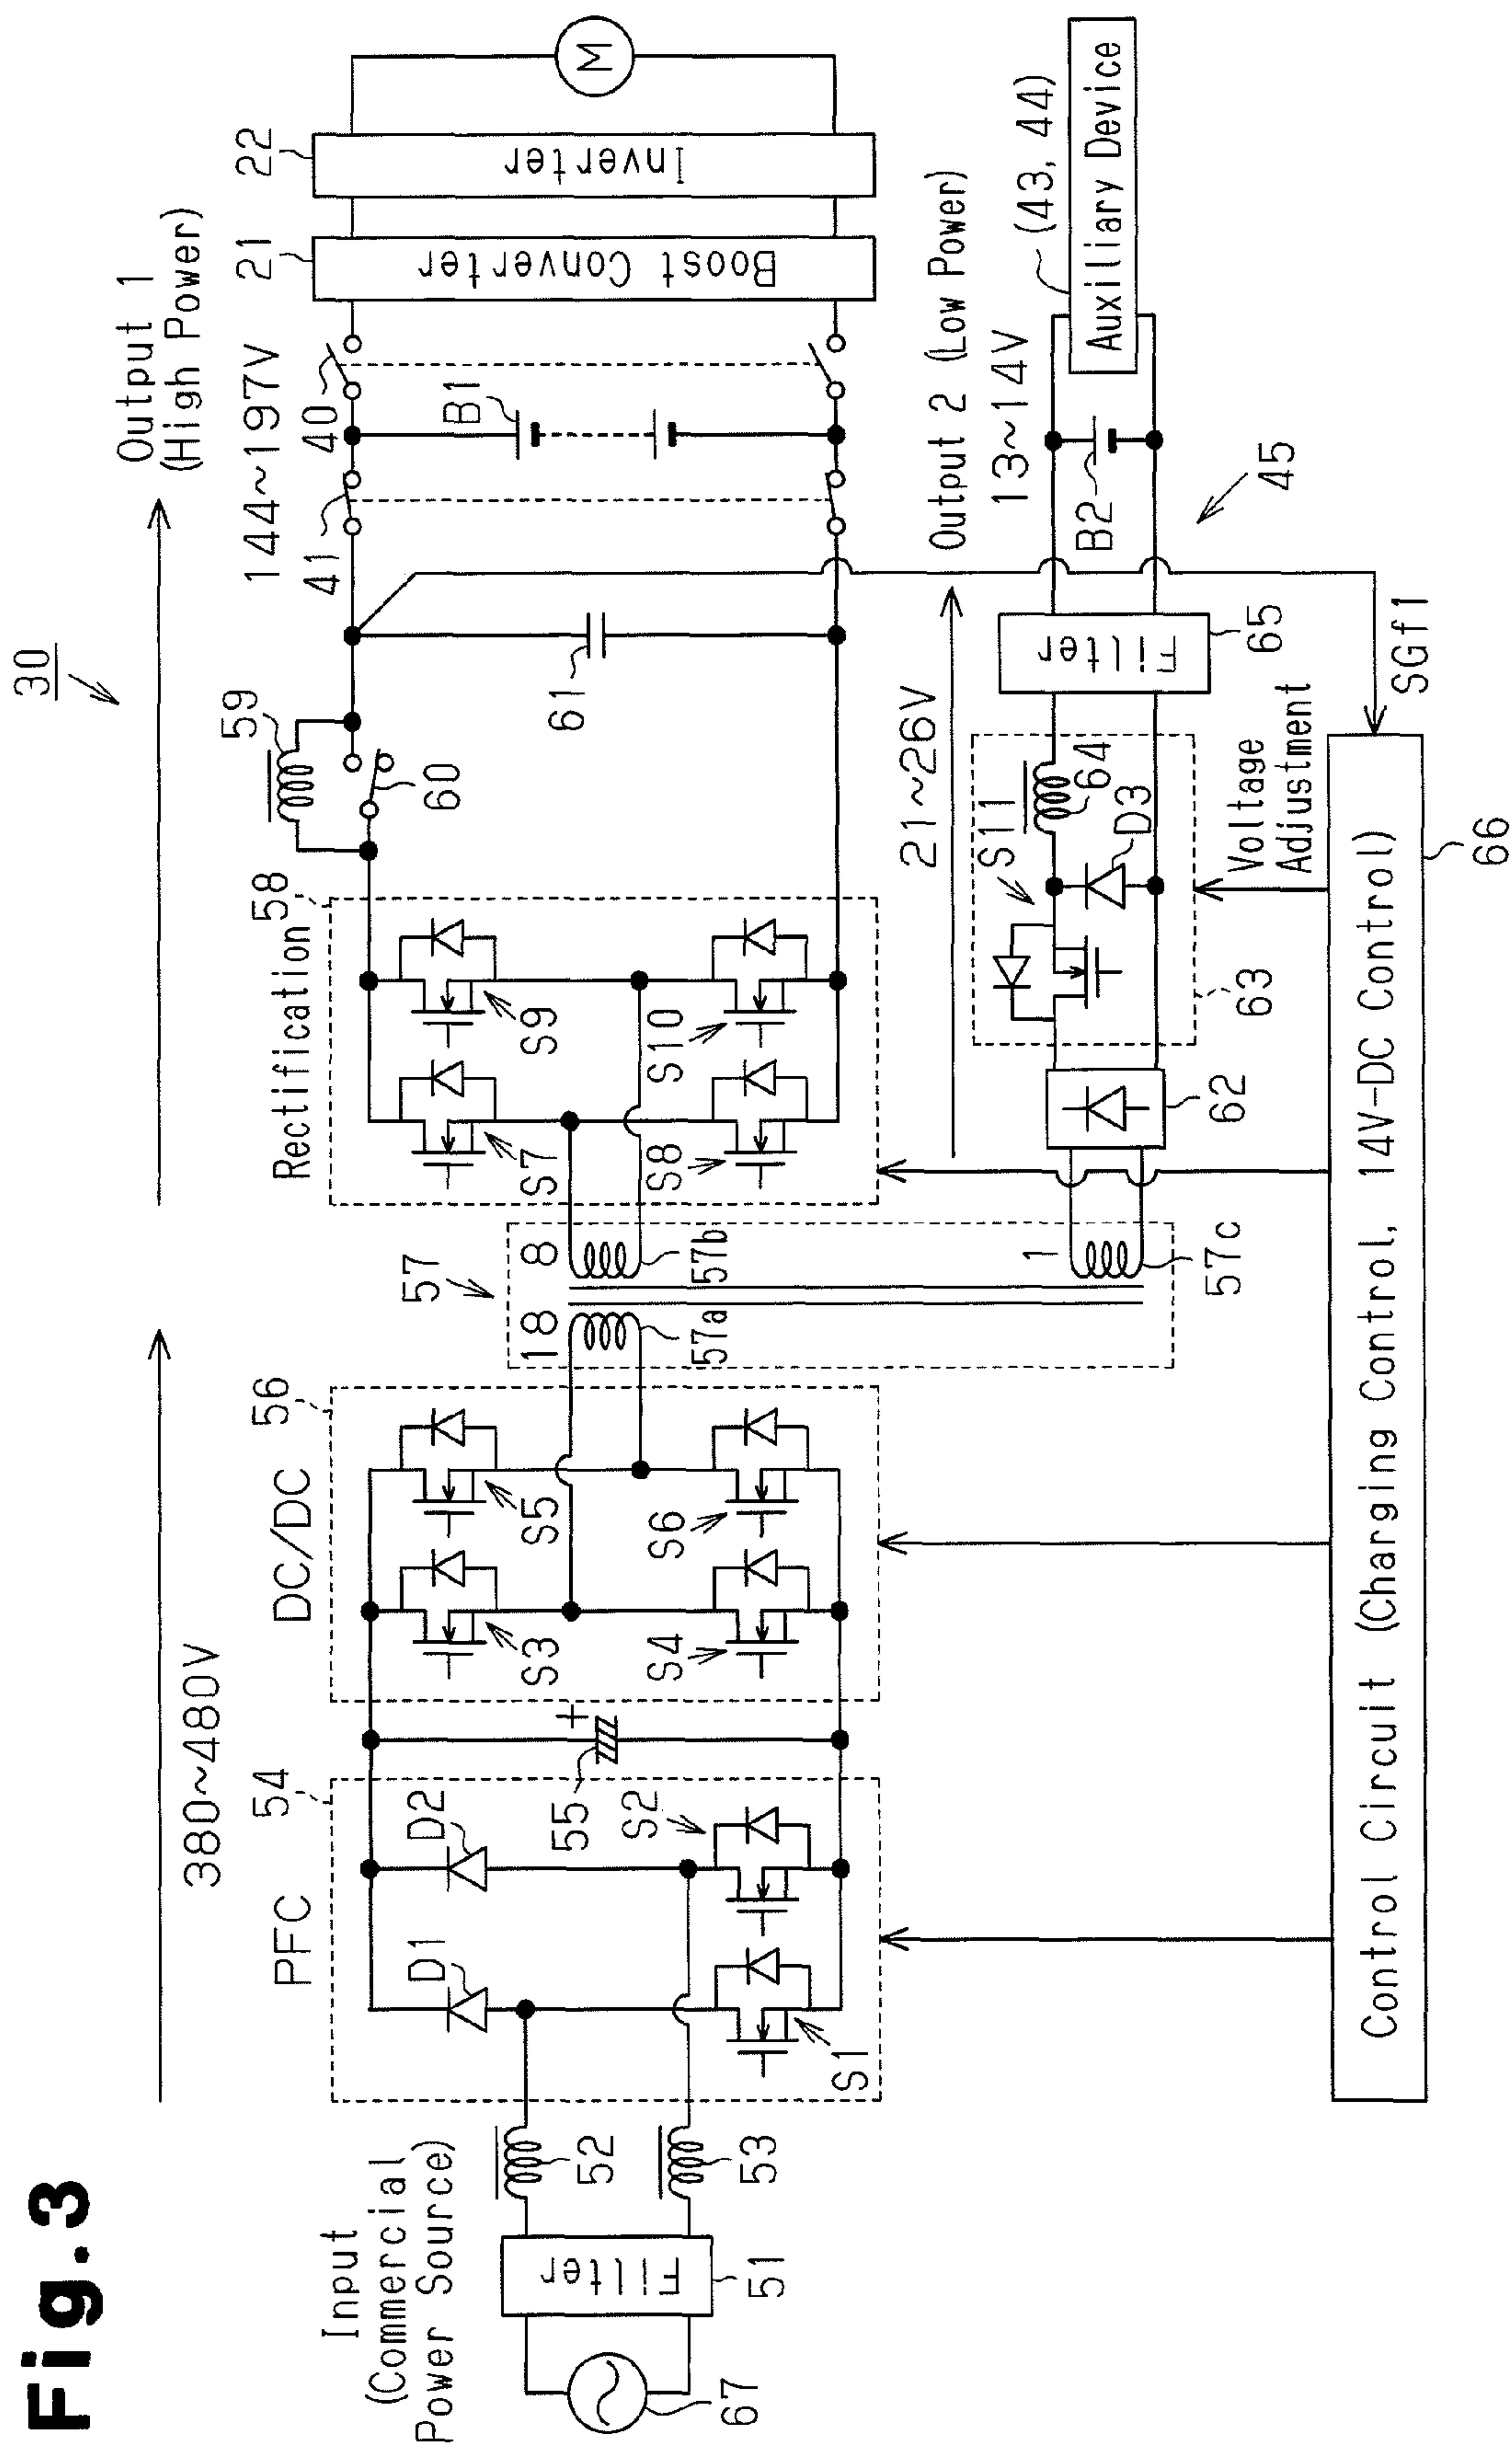 Fig.3
30
Output 1
(High Power)
380~480V
144~197V
Input
(Commercial
Power Source)
PFC
54
DC/DC
56
Rectification
58
59
60
41
40
21
22
Boost Converter
Inverter
M
D1
D2
S1
S2
55
+
S3
S4
S5
S6
57
18
8
1
57a
57b
57c
S7
S8
S9
S10
61
B1
67
Filter
51
52
53
21~26V
Output 2 (Low Power)
13~14V
62
63
S11
64
D3
Filter
65
B2
45
(43, 44)
Auxiliary Device
Voltage
Adjustment
SGf1
Control Circuit (Charging Control, 14V-DC Control)
66